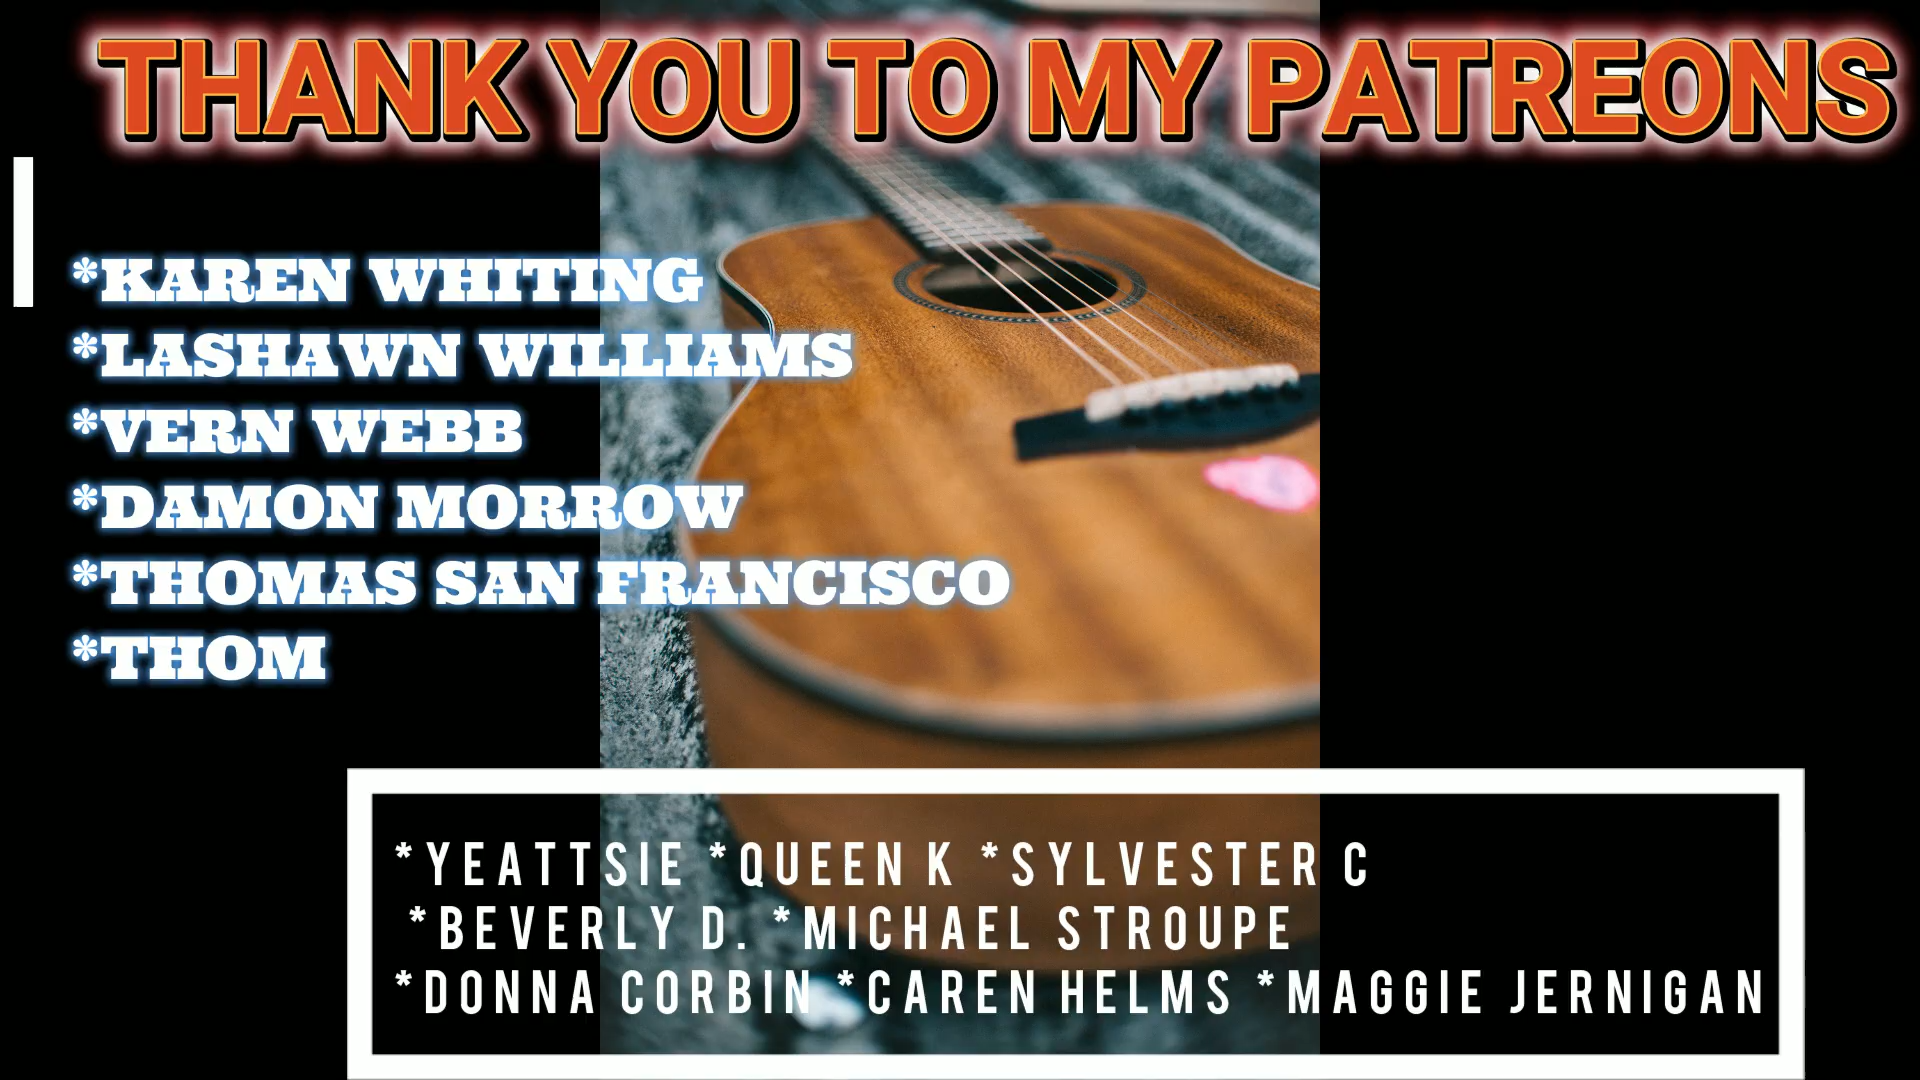 THANK YOU TO MY PATREONS
*KAREN WHITING
*LASHAWN WILLIAMS
*VERN WEBB
*DAMON MORROW
*THOMAS SAN FRANCISCO
*THOM
*YEATTSIE *QUEEN K *SYLVESTER C
*BEVERLY D. *MICHAEL STROUPE
*DONNA CORBIN *CAREN HELMS *MAGGIE JERNIGAN